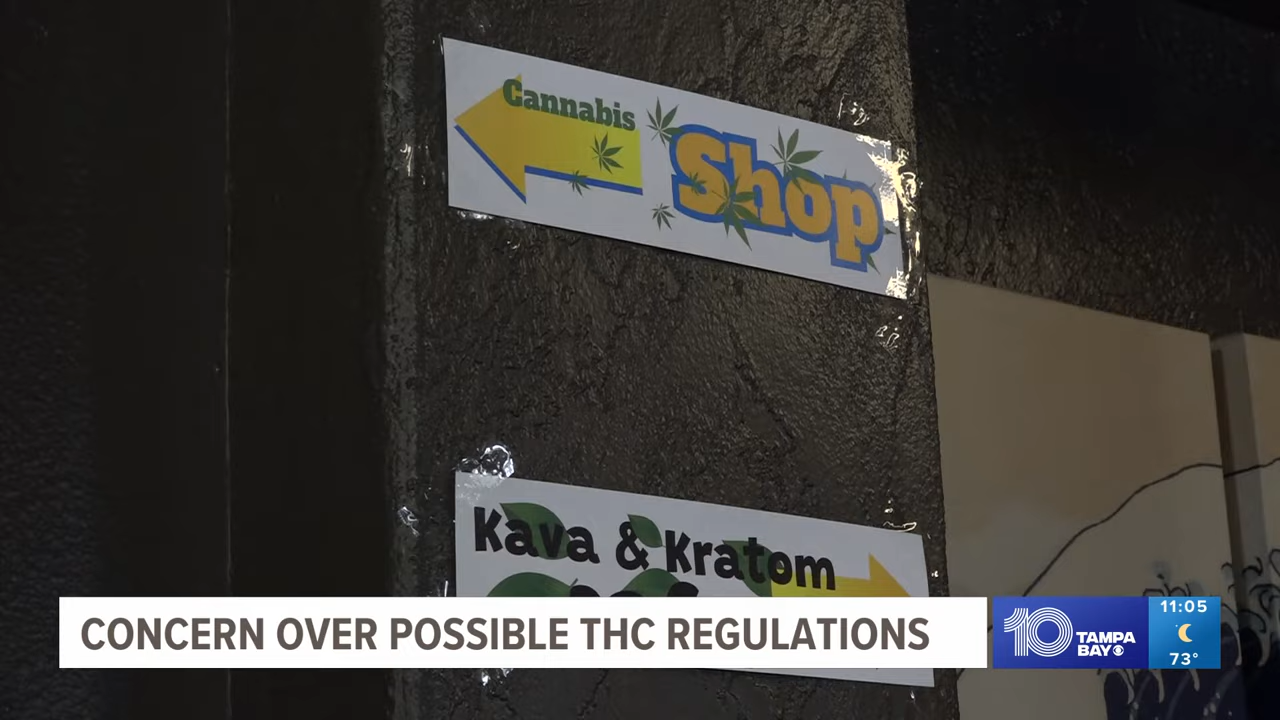 Cannabis
Shop
Kava & Kratom
CONCERN OVER POSSIBLE THC REGULATIONS
10 TAMPA BAY
11:05
73°